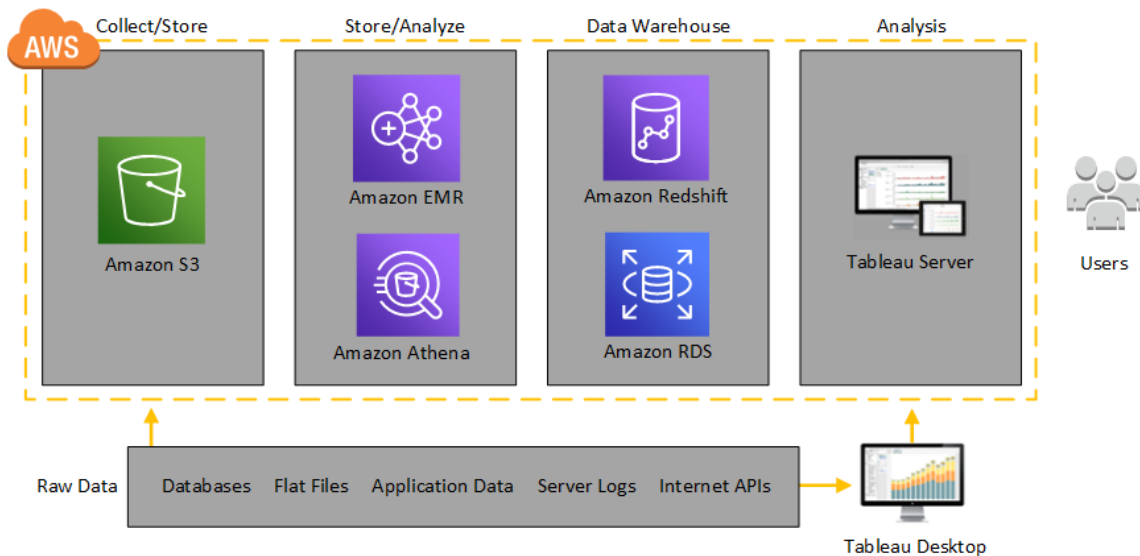 AWS
Collect/Store
Store/Analyze
Data Warehouse
Analysis
Amazon S3
Amazon EMR
Amazon Athena
Amazon Redshift
Amazon RDS
Tableau Server
Users
Raw Data
Databases
Flat Files
Application Data
Server Logs
Internet APIs
Tableau Desktop